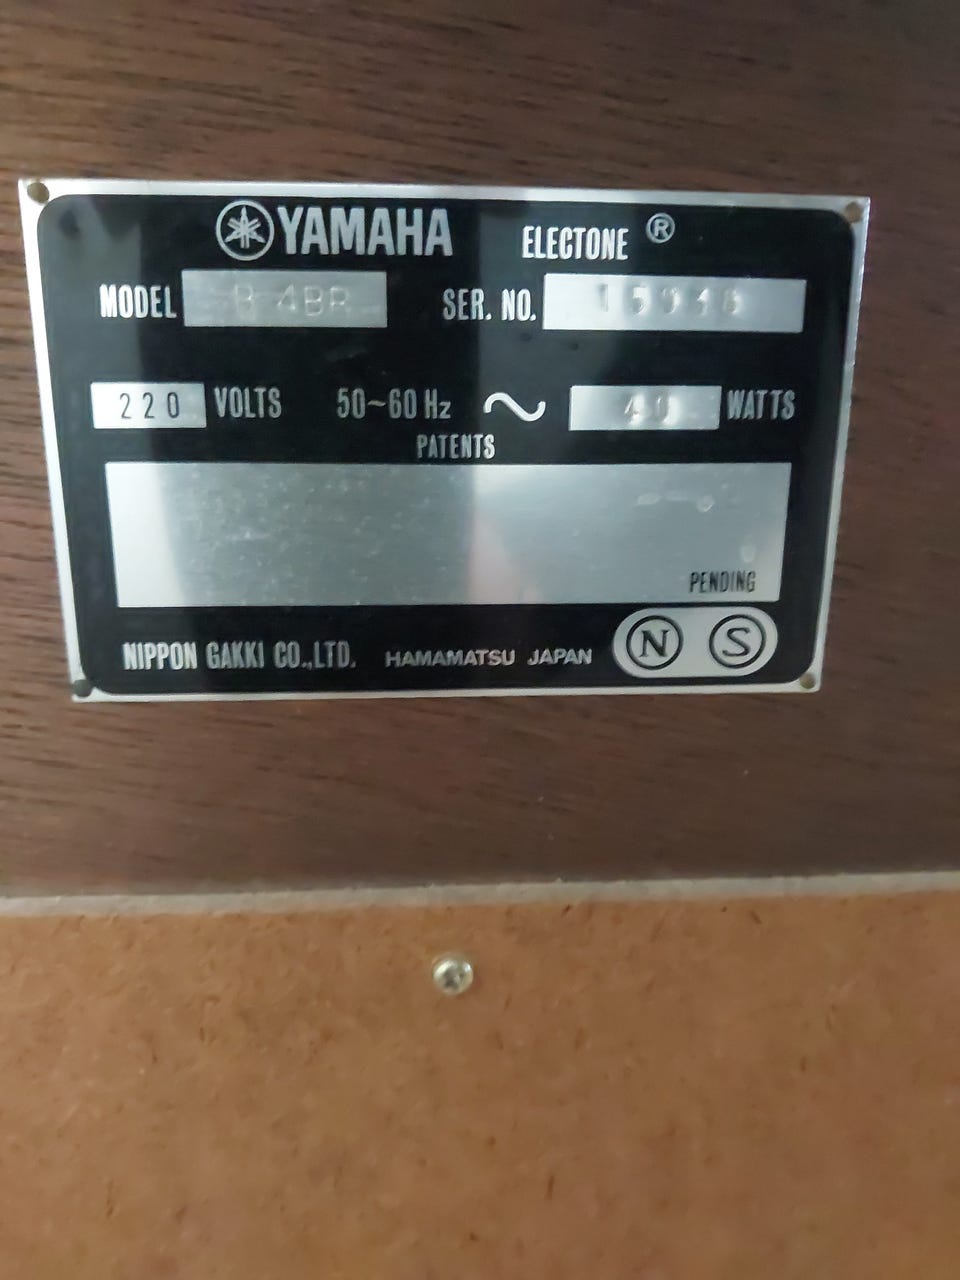 YAMAHA ELECTONE ®
MODEL B-4BR SER. NO.
220 VOLTS 50~60 Hz ~ 40 WATTS
PATENTS
PENDING
NIPPON GAKKI CO.,LTD. HAMAMATSU JAPAN N S